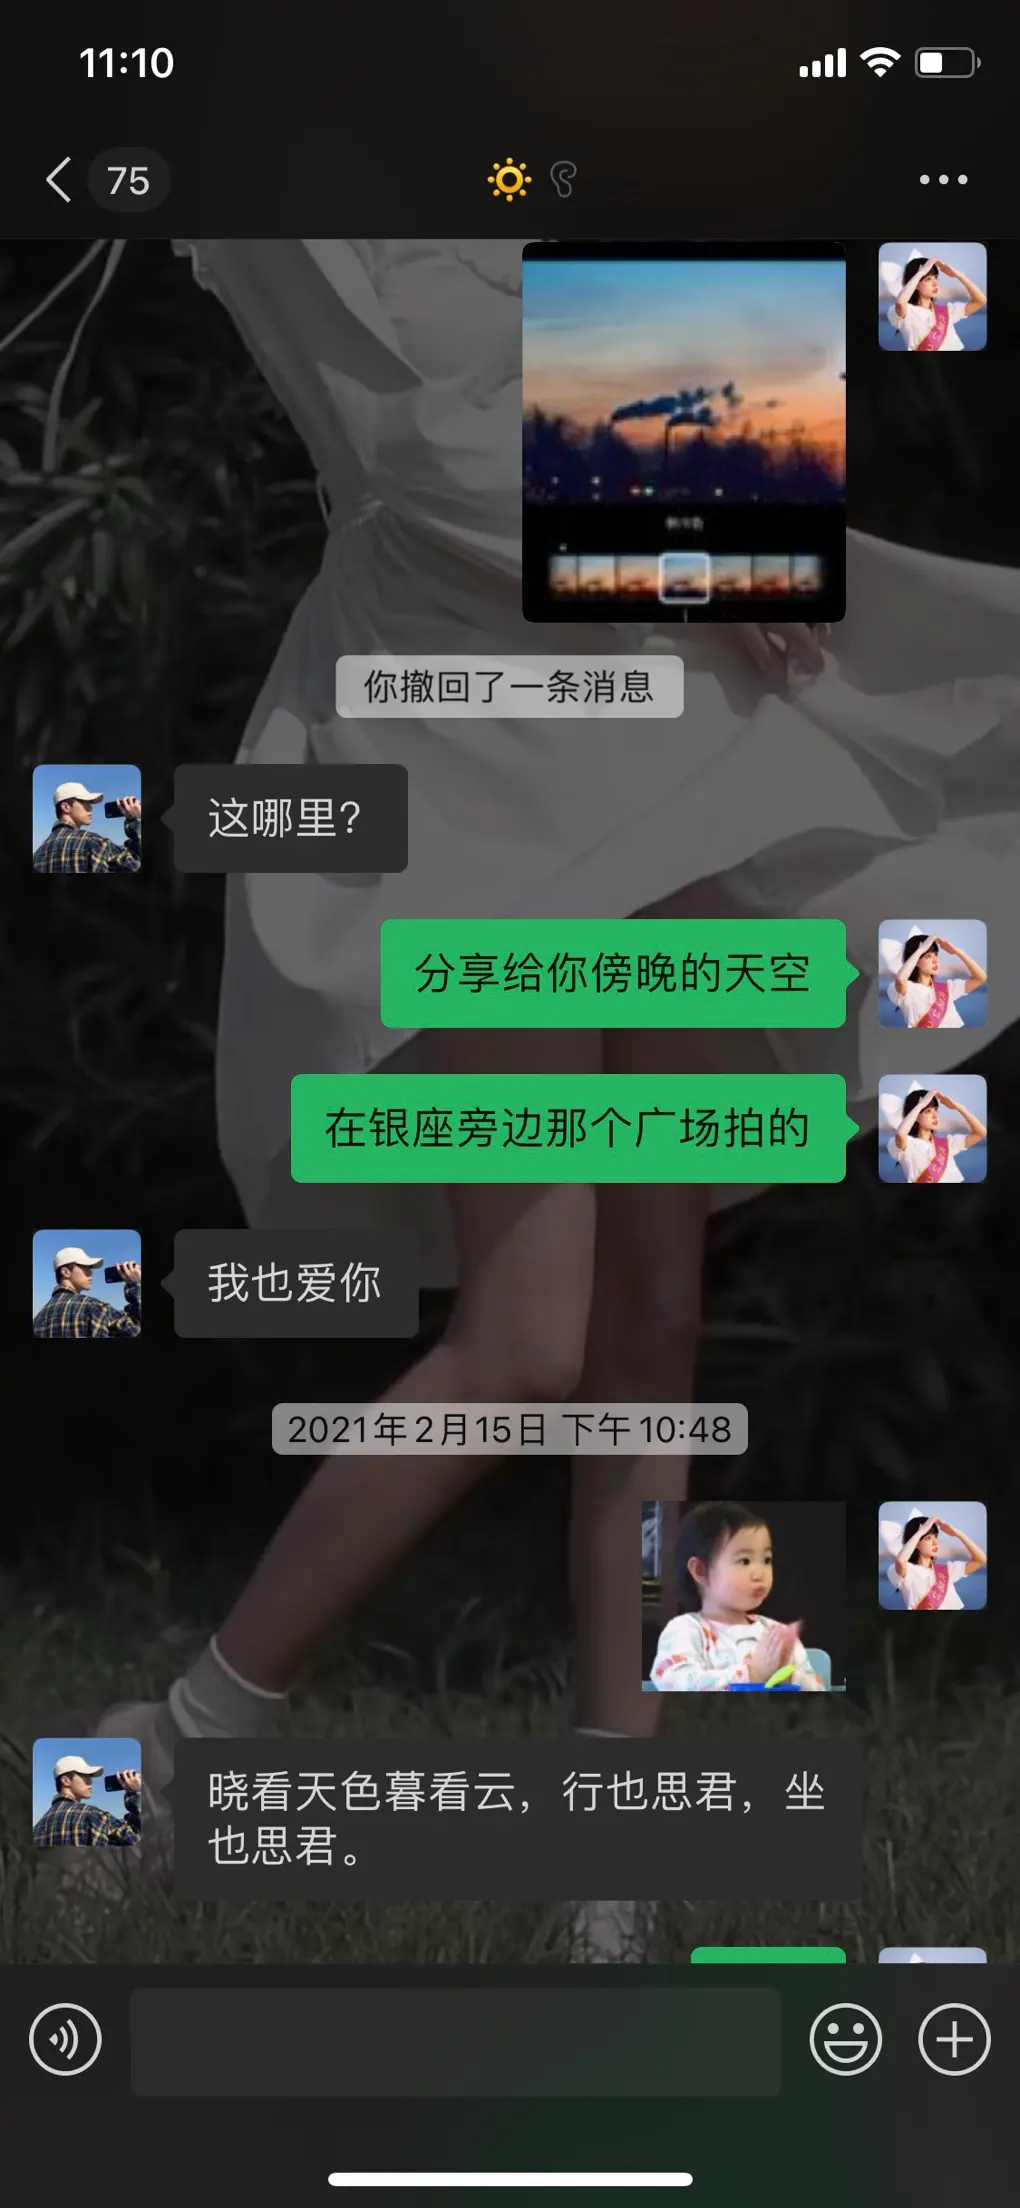 11:10
75
你撤回了一条消息
这哪里?
分享给你傍晚的天空
在银座旁边那个广场拍的
我也爱你
2021年2月15日 下午10:48
晓看天色暮看云，行也思君，坐
也思君。